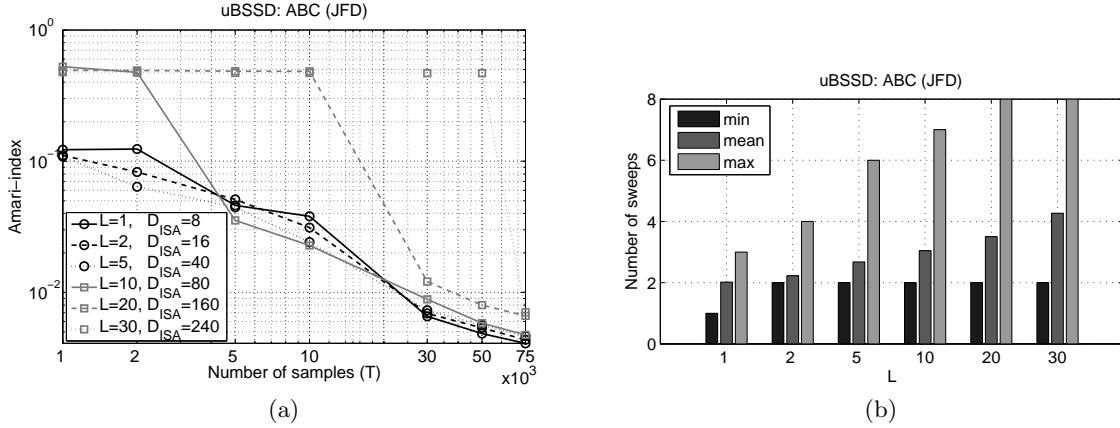 uBSSD: ABC (JFD)
10^0
10^−1
10^−2
Amari−index
L=1, D_ISA=8
L=2, D_ISA=16
L=5, D_ISA=40
L=10, D_ISA=80
L=20, D_ISA=160
L=30, D_ISA=240
1 2 5 10 30 50 75
Number of samples (T)
x10^3
(a)
uBSSD: ABC (JFD)
8
6
4
2
0
Number of sweeps
min
mean
max
1 2 5 10 20 30
L
(b)